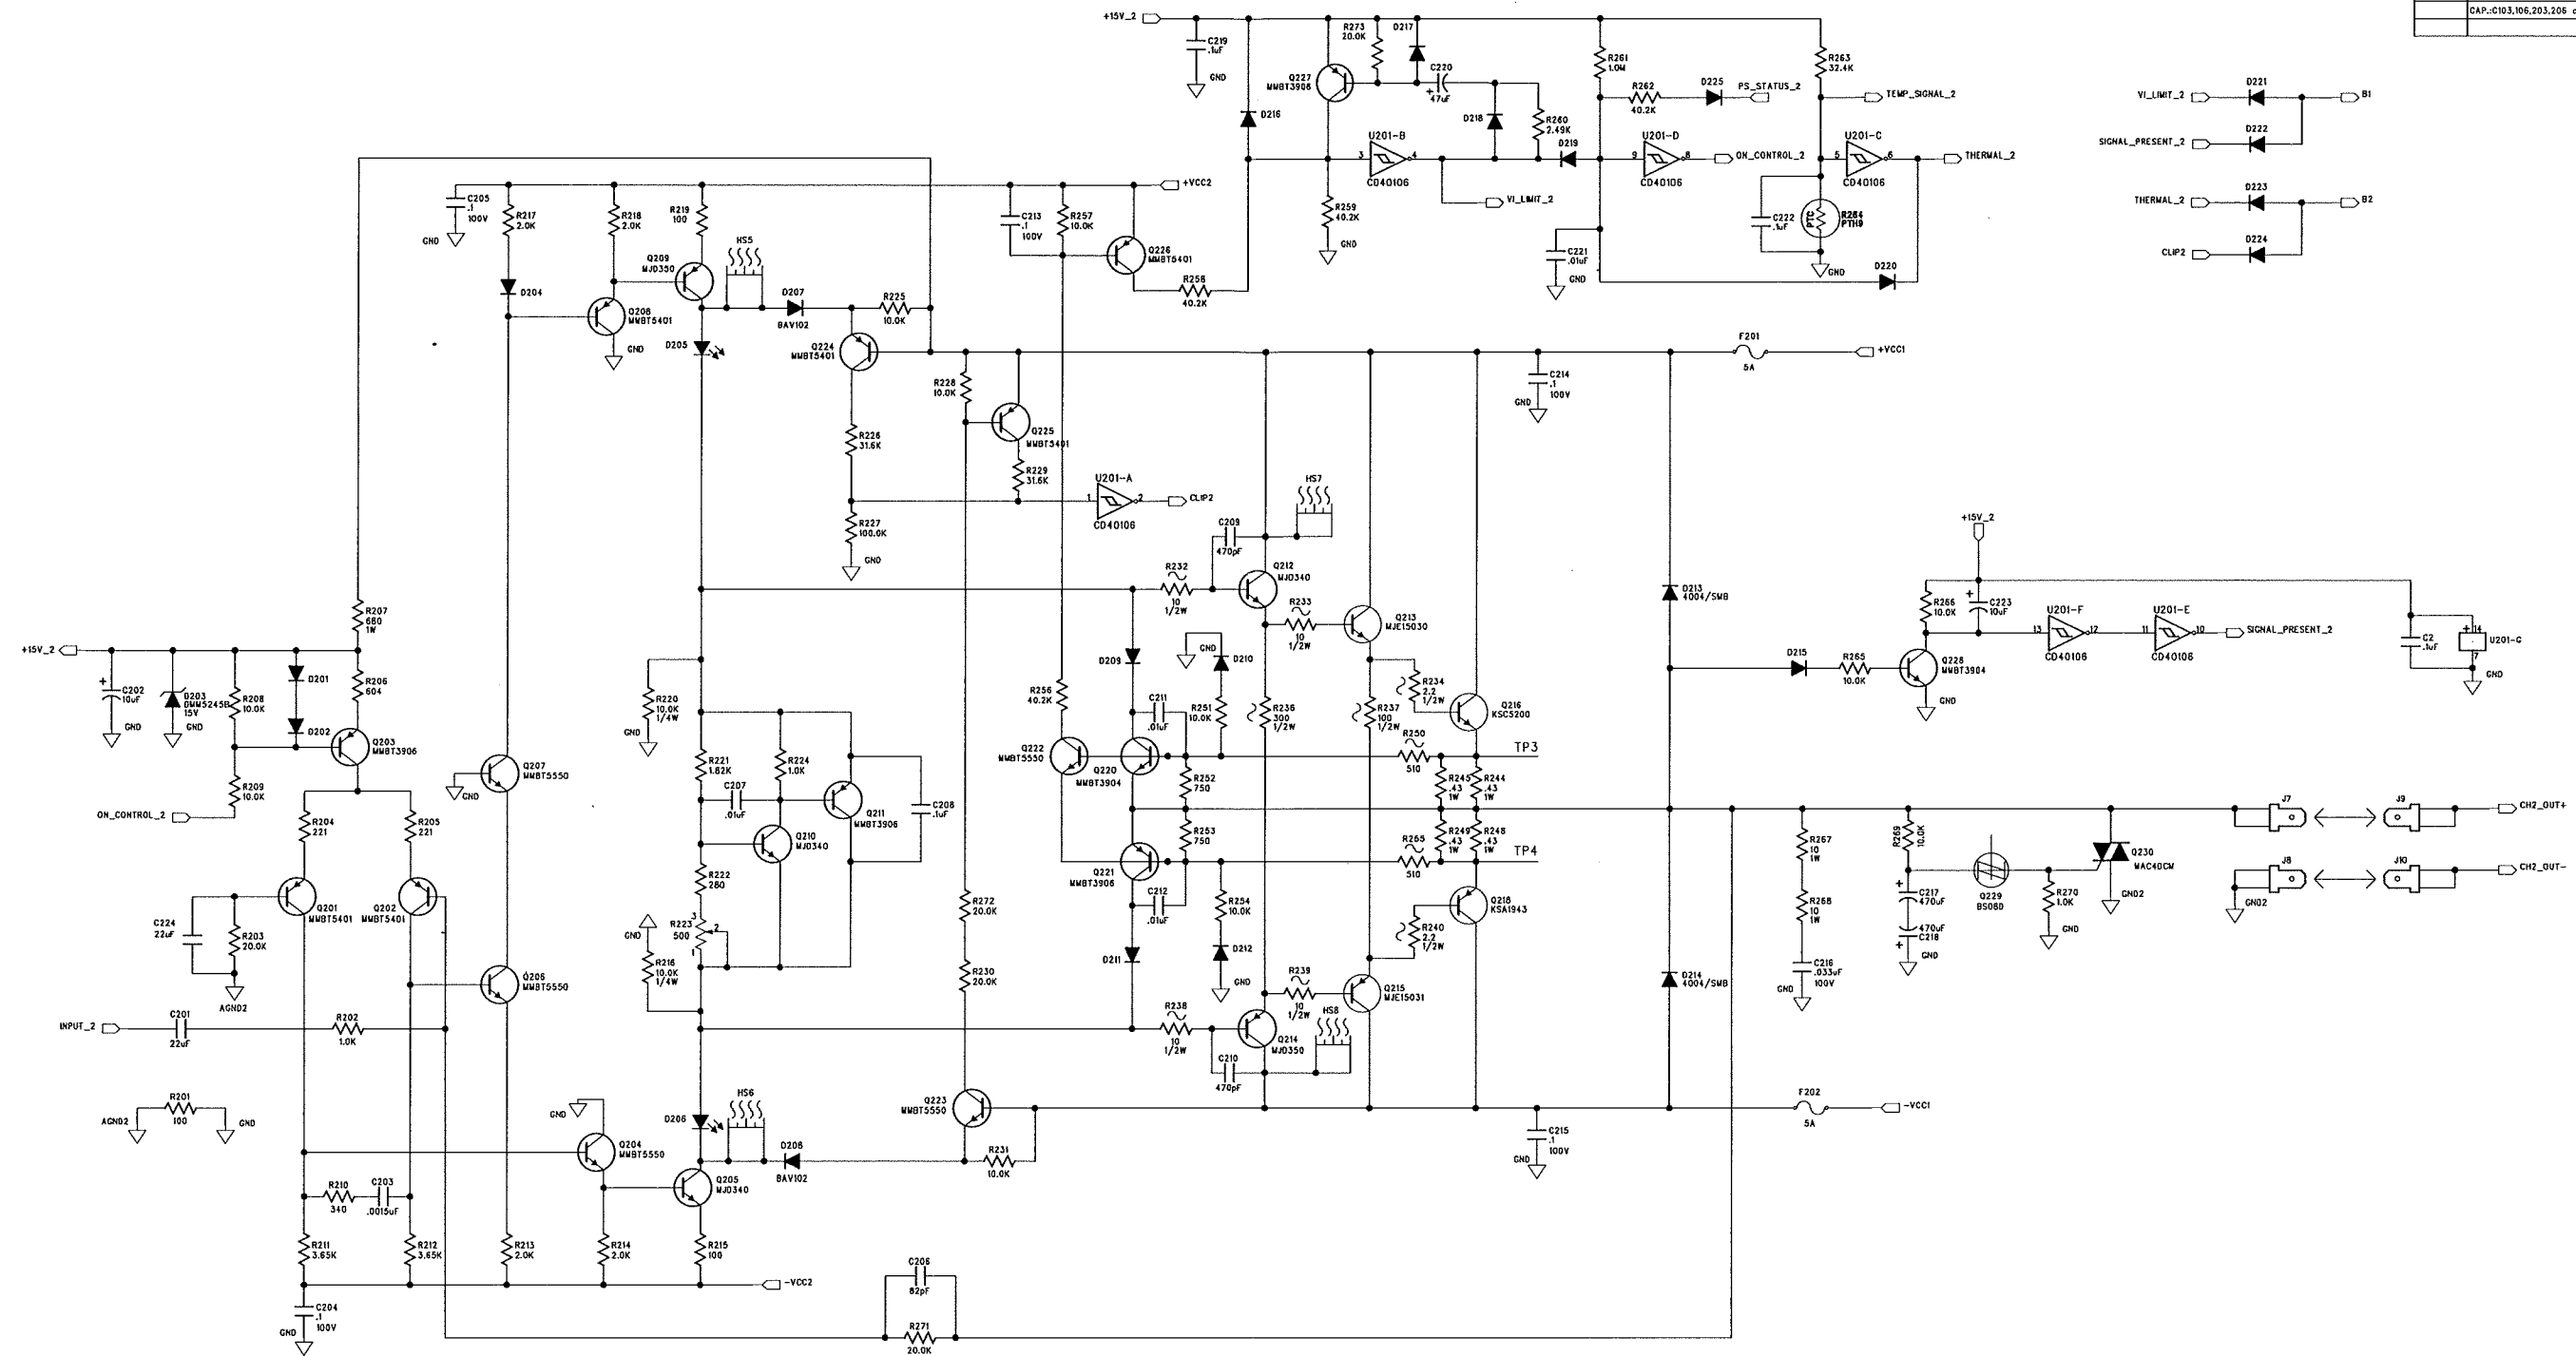 CAP.:C103,106,203,206 c
+15V_2
C219
.1uF
GND
R273
20.0K
D217
Q227
MMBT3906
C220
+
47uF
D216
D218
R260
2.49K
D219
R261
1.0M
R262
40.2K
D225
PS_STATUS_2
R263
32.4K
TEMP_SIGNAL_2
U201-B
3
4
CD40106
VI_LIMIT_2
R259
40.2K
GND
U201-D
9
8
CD40106
ON_CONTROL_2
U201-C
5
6
CD40106
THERMAL_2
C221
.01uF
GND
C222
.1uF
PTC
R264
PTH9
GND
D220
VI_LIMIT_2
D221
B1
SIGNAL_PRESENT_2
D222
THERMAL_2
D223
B2
CLIP2
D224
C205
.1
100V
GND
R217
2.0K
R218
2.0K
R219
100
HS5
Q209
MJD350
D204
Q208
MMBT5401
GND
D207
BAV102
R225
10.0K
D205
Q224
MMBT5401
+VCC2
C213
.1
100V
R257
10.0K
Q226
MMBT5401
R258
40.2K
R228
10.0K
Q225
MMBT5401
R226
31.6K
R229
31.6K
U201-A
1
2
CD40106
CLIP2
R227
100.0K
GND
F201
5A
+VCC1
C214
.1
100V
GND
HS7
C209
470pF
R232
10
1/2W
Q212
MJD340
R233
10
1/2W
Q213
MJE15030
D213
4004/SMB
+15V_2
R266
10.0K
+
C223
10uF
U201-F
13
12
CD40106
U201-E
11
10
CD40106
SIGNAL_PRESENT_2
C2
.1uF
+
14
7
U201-G
GND
D215
R265
10.0K
Q228
MMBT3904
GND
R207
680
1W
+15V_2
+
C202
10uF
GND
D203
BMM5245B
15V
GND
R208
10.0K
D201
D202
R206
604
Q203
MMBT3906
R209
10.0K
ON_CONTROL_2
R204
221
R205
221
Q207
MMBT5550
GND
R220
10.0K
1/4W
GND
R221
1.62K
R224
1.0K
C207
.01uF
Q211
MMBT3906
C208
.1uF
Q210
MJD340
R222
280
R223
500
3
2
1
GND
R216
10.0K
1/4W
D209
GND
D210
R256
40.2K
C211
.01uF
R251
10.0K
R236
300
1/2W
R237
100
1/2W
R234
2.2
1/2W
Q216
KSC5200
Q222
MMBT5550
Q220
MMBT3904
R250
510
TP3
R252
750
R245
.43
1W
R244
.43
1W
R253
750
R249
.43
1W
R248
.43
1W
R255
510
TP4
Q221
MMBT3906
C212
.01uF
R254
10.0K
D211
D212
GND
Q218
KSA1943
R240
2.2
1/2W
R239
10
1/2W
Q215
MJE15031
R238
10
1/2W
Q214
MJD350
HS8
C210
470pF
D214
4004/SMB
R267
10
1W
R268
10
1W
C216
.033uF
100V
GND
R269
10.0K
+
C217
470uF
470uF
C218
+
GND
Q229
BS08D
R270
1.0K
GND
Q230
MAC40CM
GND2
J7
J9
CH2_OUT+
J8
J10
CH2_OUT-
GND2
C224
22uF
R203
20.0K
AGND2
Q201
MMBT5401
Q202
MMBT5401
Q206
MMBT5550
INPUT_2
C201
22uF
R202
1.0K
R201
100
AGND2
GND
R272
20.0K
R230
20.0K
GND
D206
HS6
Q204
MMBT5550
Q205
MJD340
D208
BAV102
Q223
MMBT5550
R231
10.0K
F202
5A
-VCC1
C215
.1
100V
GND
R210
340
C203
.0015uF
R211
3.65K
R212
3.65K
R213
2.0K
R214
2.0K
R215
100
-VCC2
C204
.1
100V
GND
C206
82pF
R271
20.0K